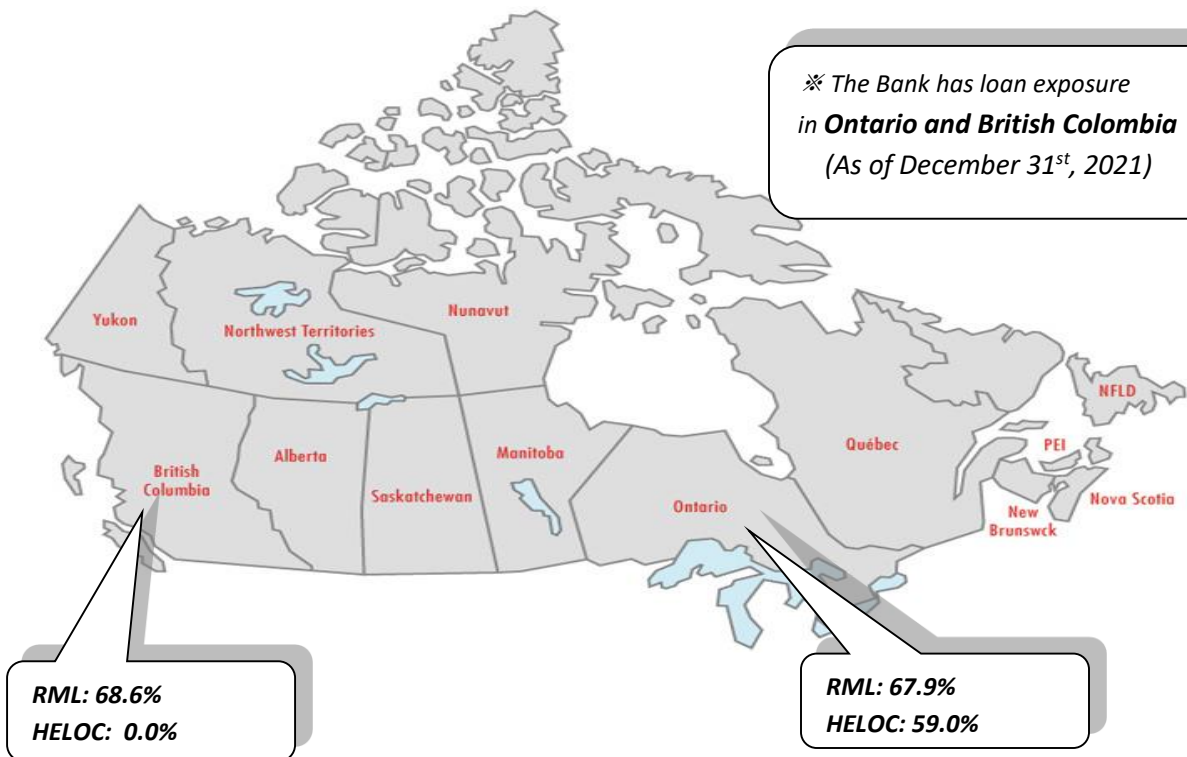 ※ The Bank has loan exposure
in Ontario and British Colombia
(As of December 31st, 2021)
Yukon
Northwest Territories
Nunavut
British
Columbia
Alberta
Saskatchewan
Manitoba
Ontario
Québec
NFLD
PEI
New
Brunswck
Nova Scotia
RML: 68.6%
HELOC: 0.0%
RML: 67.9%
HELOC: 59.0%